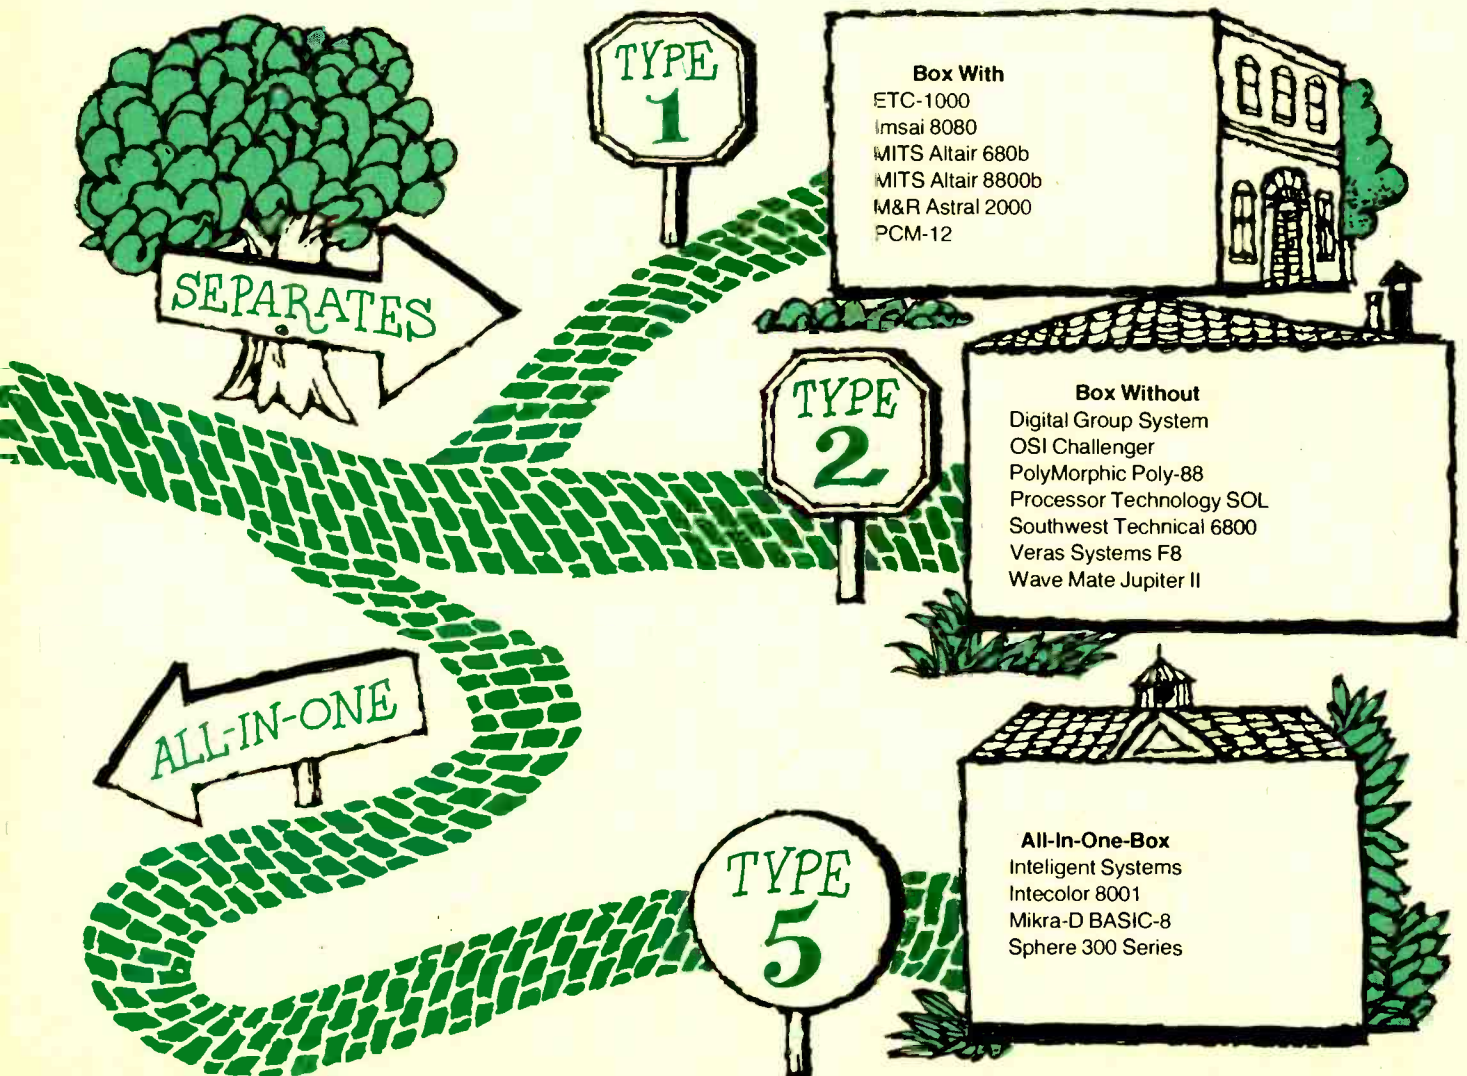 TYPE
1
Box With
ETC-1000
Imsai 8080
MITS Altair 680b
MITS Altair 8800b
M&R Astral 2000
PCM-12
SEPARATES
TYPE
2
Box Without
Digital Group System
OSI Challenger
PolyMorphic Poly-88
Processor Technology SOL
Southwest Technical 6800
Veras Systems F8
Wave Mate Jupiter II
ALL-IN-ONE
TYPE
5
All-In-One-Box
Inteligent Systems
Intecolor 8001
Mikra-D BASIC-8
Sphere 300 Series